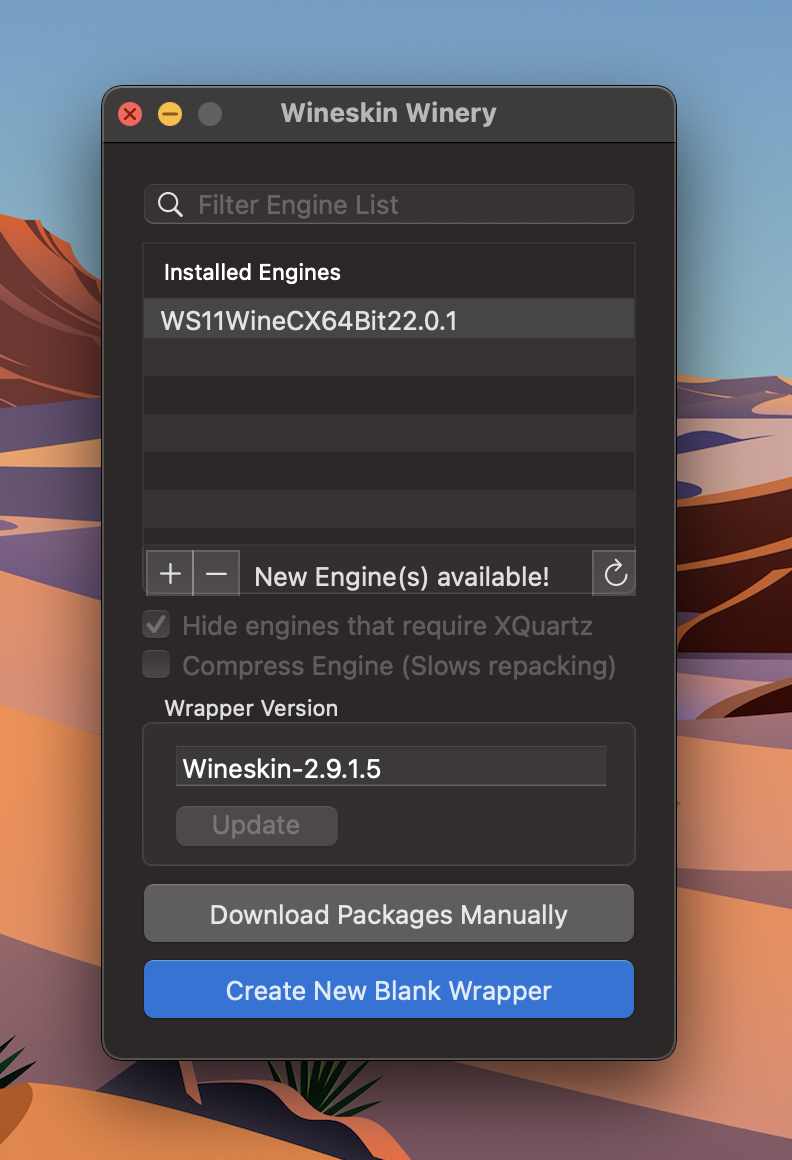 Wineskin Winery
Filter Engine List
Installed Engines
WS11WineCX64Bit22.0.1
New Engine(s) available!
Hide engines that require XQuartz
Compress Engine (Slows repacking)
Wrapper Version
Wineskin-2.9.1.5
Update
Download Packages Manually
Create New Blank Wrapper